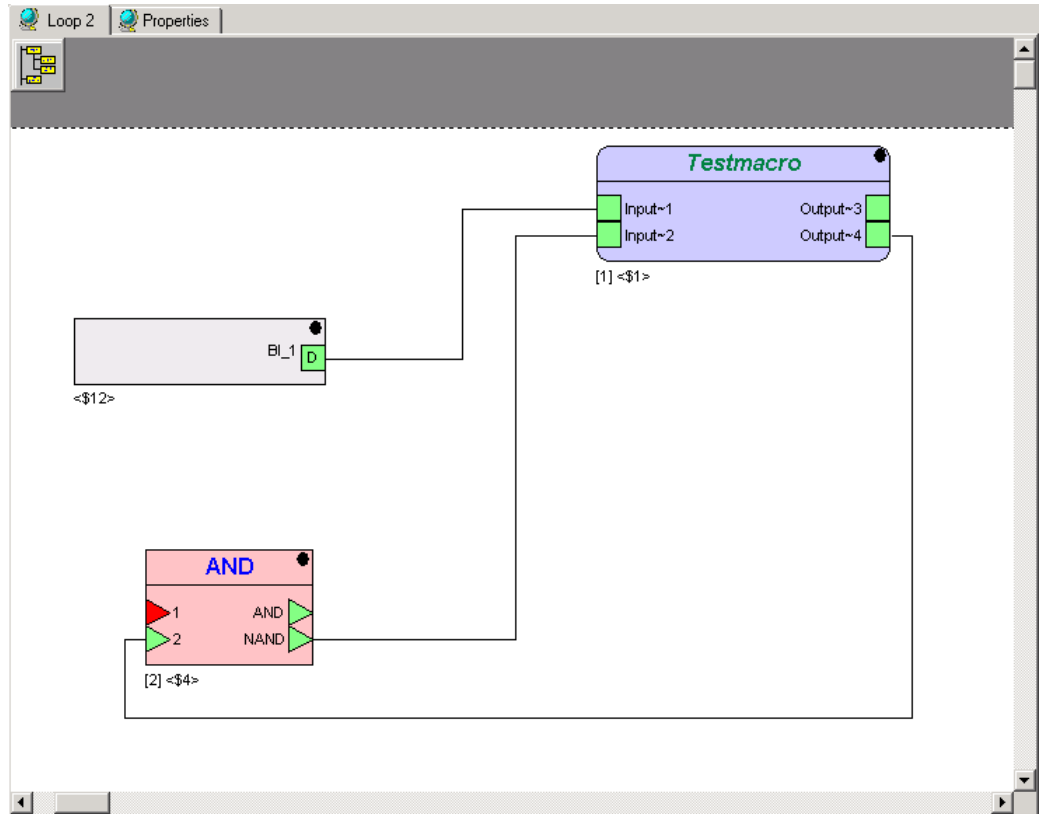 Loop 2 Properties
Testmacro
Input~1 Output~3
Input~2 Output~4
[1] <$1>
BI_1 D
<$12>
AND
1 AND
2 NAND
[2] <$4>